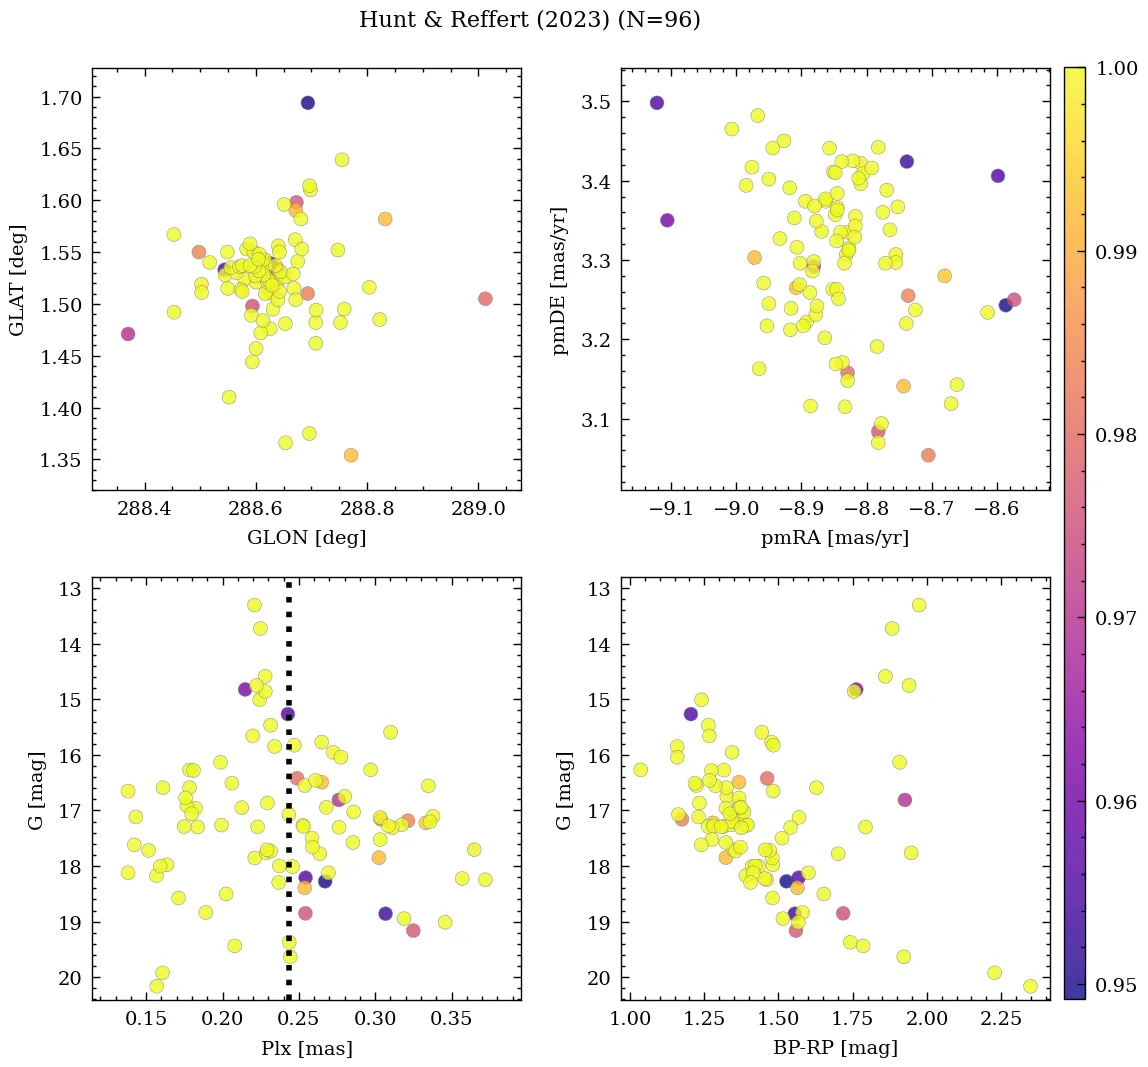 Hunt & Reffert (2023) (N=96)
1.70
1.65
1.60
1.55
1.50
1.45
1.40
1.35
GLAT [deg]
288.4 288.6 288.8 289.0
GLON [deg]
3.5
3.4
3.3
3.2
3.1
pmDE [mas/yr]
−9.1 −9.0 −8.9 −8.8 −8.7 −8.6
pmRA [mas/yr]
1.00
0.99
0.98
0.97
0.96
0.95
13
14
15
16
17
18
19
20
G [mag]
0.15 0.20 0.25 0.30 0.35
Plx [mas]
13
14
15
16
17
18
19
20
G [mag]
1.00 1.25 1.50 1.75 2.00 2.25
BP-RP [mag]